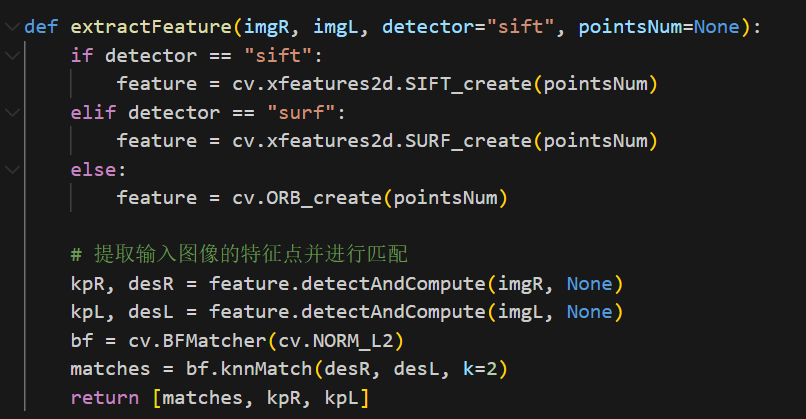 def extractFeature(imgR, imgL, detector="sift", pointsNum=None):
    if detector == "sift":
        feature = cv.xfeatures2d.SIFT_create(pointsNum)
    elif detector == "surf":
        feature = cv.xfeatures2d.SURF_create(pointsNum)
    else:
        feature = cv.ORB_create(pointsNum)

    # 提取输入图像的特征点并进行匹配
    kpR, desR = feature.detectAndCompute(imgR, None)
    kpL, desL = feature.detectAndCompute(imgL, None)
    bf = cv.BFMatcher(cv.NORM_L2)
    matches = bf.knnMatch(desR, desL, k=2)
    return [matches, kpR, kpL]